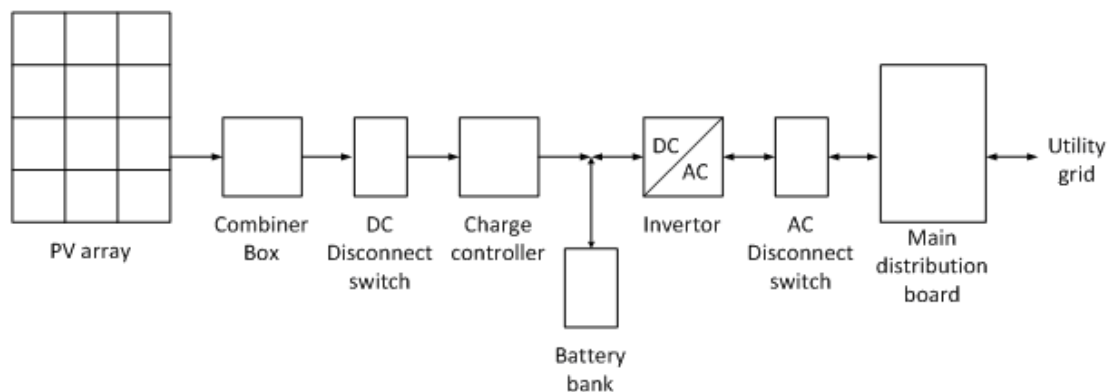 PV array
Combiner
Box
DC
Disconnect
switch
Charge
controller
DC
AC
Invertor
Battery
bank
AC
Disconnect
switch
Main
distribution
board
Utility
grid